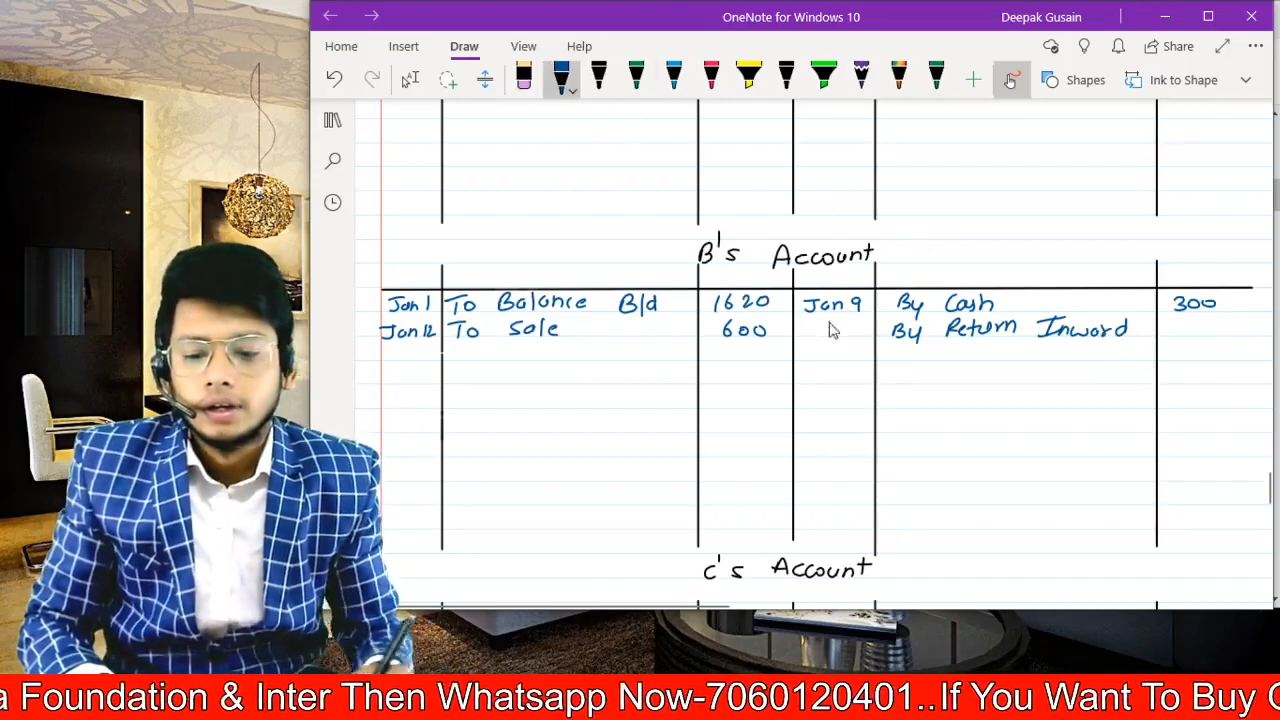 OneNote for Windows 10
Deepak Gusain
Home Insert Draw View Help Share
Shapes Ink to Shape
B's Account
Jan 1 To Balance B/d 1620 Jan 9 By Cash 300
Jan 12 To Sale 600 By Return Inward
C's Account
a Foundation & Inter Then Whatsapp Now-7060120401..If You Want To Buy